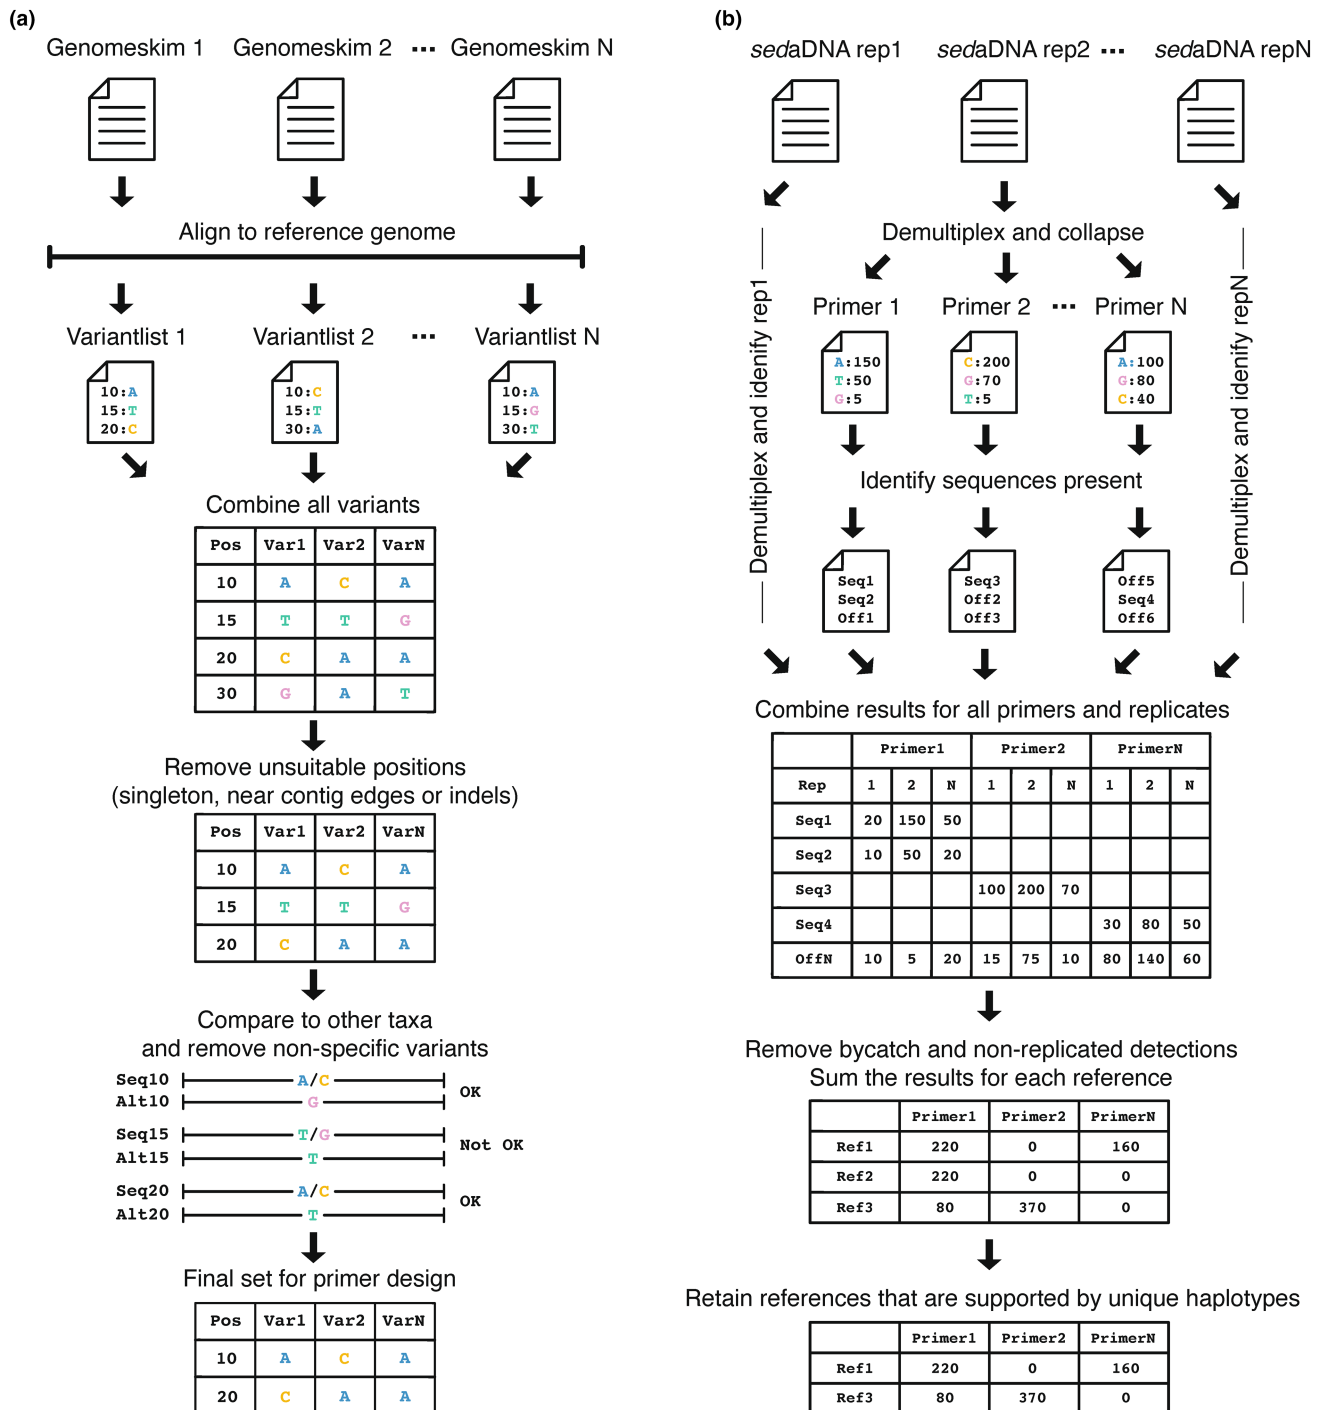 (a)
Genomeskim 1 Genomeskim 2 ... Genomeskim N
Align to reference genome
Variantlist 1 Variantlist 2 ... Variantlist N
10:A 10:C 10:A
15:T 15:T 15:G
20:C 30:A 30:T
Combine all variants
Pos Var1 Var2 VarN
10 A C A
15 T T G
20 C A A
30 G A T
Remove unsuitable positions
(singleton, near contig edges or indels)
Pos Var1 Var2 VarN
10 A C A
15 T T G
20 C A A
Compare to other taxa
and remove non-specific variants
Seq10 A/C
OK
Alt10 G
Seq15 T/G
Not OK
Alt15 T
Seq20 A/C
OK
Alt20 T
Final set for primer design
Pos Var1 Var2 VarN
10 A C A
20 C A A
(b)
sedaDNA rep1 sedaDNA rep2 ... sedaDNA repN
Demultiplex and idenify rep1
Demultiplex and collapse
Primer 1 Primer 2 ... Primer N
A:150 C:200 A:100
T:50 G:70 G:80
G:5 T:5 C:40
Identify sequences present
Seq1 Seq3 Off5
Seq2 Off2 Seq4
Off1 Off3 Off6
Demultiplex and idenify repN
Combine results for all primers and replicates
Primer1 Primer2 PrimerN
Rep 1 2 N 1 2 N 1 2 N
Seq1 20 150 50
Seq2 10 50 20
Seq3 100 200 70
Seq4 30 80 50
OffN 10 5 20 15 75 10 80 140 60
Remove bycatch and non-replicated detections
Sum the results for each reference
Primer1 Primer2 PrimerN
Ref1 220 0 160
Ref2 220 0 0
Ref3 80 370 0
Retain references that are supported by unique haplotypes
Primer1 Primer2 PrimerN
Ref1 220 0 160
Ref3 80 370 0